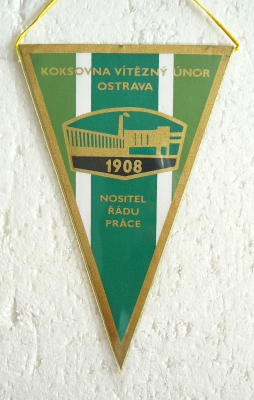 KOKSOVNA VÍTĚZNÝ ÚNOR
OSTRAVA
1908
NOSITEL
ŘÁDU
PRÁCE